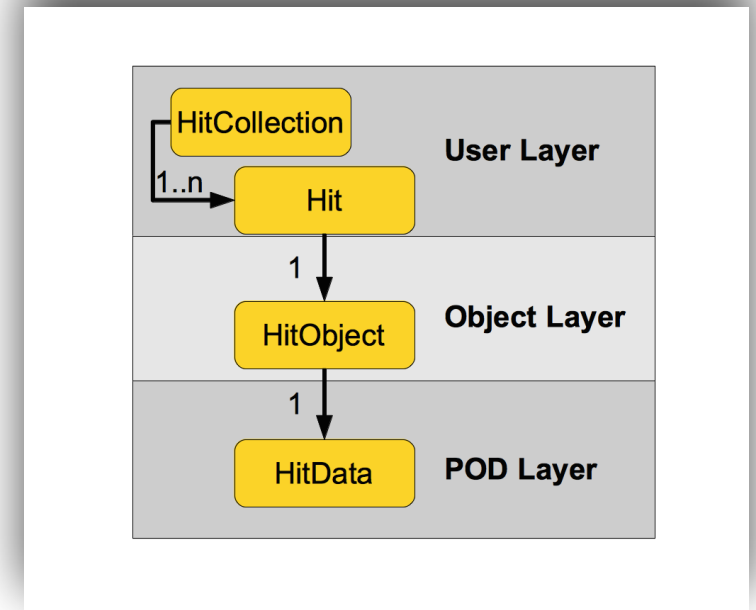 HitCollection
User Layer
1..n
Hit
1
HitObject
Object Layer
1
HitData
POD Layer